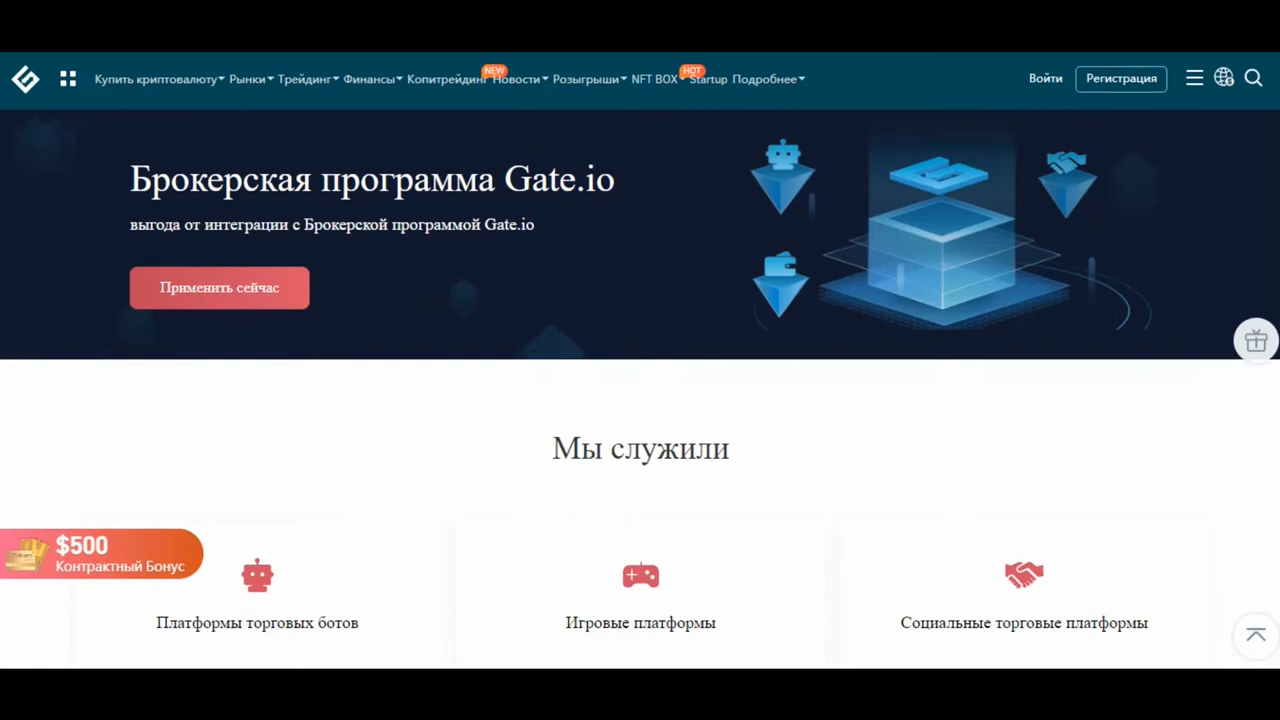 Купить криптовалюту Рынки Трейдинг Финансы Копитрейдинг NEW Новости Розыгрыши NFT BOX HOT Startup Подробнее Войти Регистрация
Брокерская программа Gate.io
выгода от интеграции с Брокерской программой Gate.io
Применить сейчас
Мы служили
$500
Контрактный Бонус
Платформы торговых ботов
Игровые платформы
Социальные торговые платформы